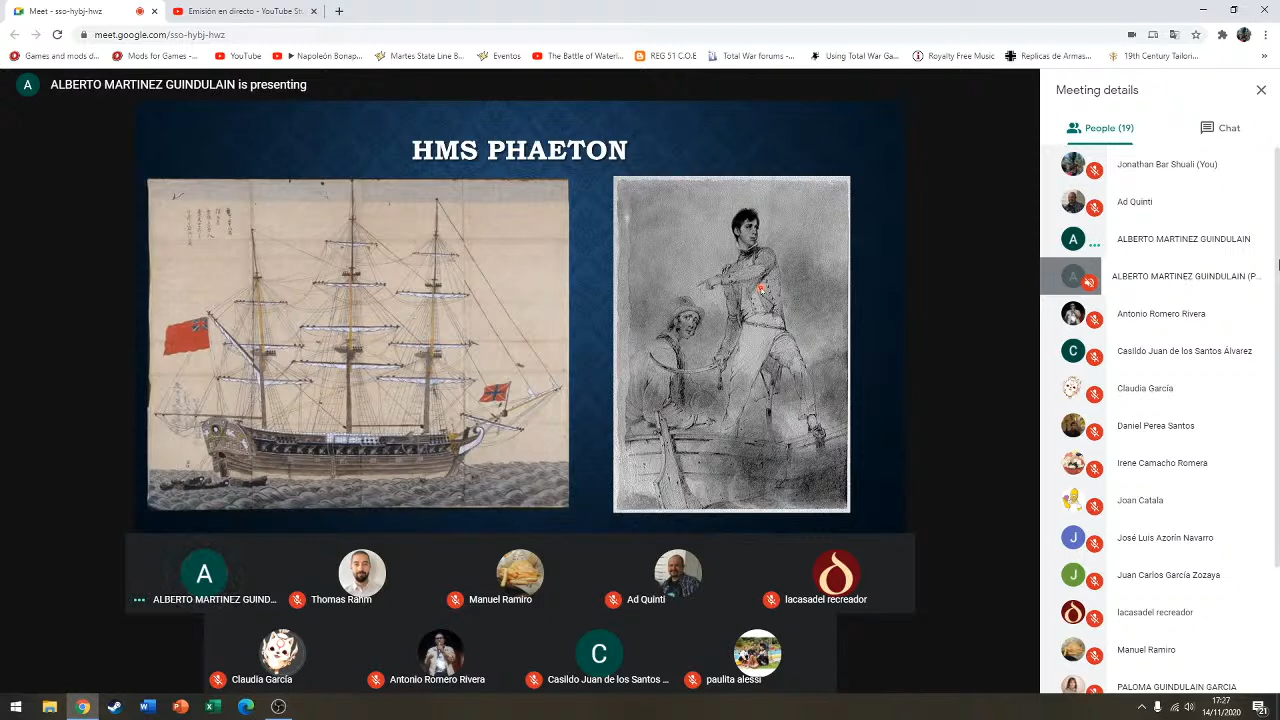 Meet - sso-hybj-hwz
Emisión en directo - YouTube St
meet.google.com/sso-hybj-hwz
Games and mods d...
Mods for Games -...
YouTube
▶ Napoleón Bonap...
Martes State Line B...
Eventos
The Battle of Waterl...
REG 51 C.O.E
Total War forums -...
Using Total War Ga...
Royalty Free Music
Replicas de Armas...
19th Century Tailori...
»
A ALBERTO MARTINEZ GUINDULAIN is presenting
Meeting details
People (19)
Chat
HMS PHAETON
Jonathan Bar Shuali (You)
Ad Quinti
A ALBERTO MARTINEZ GUINDULAIN
A ALBERTO MARTINEZ GUINDULAIN (P...
Antonio Romero Rivera
C Casildo Juan de los Santos Álvarez
Claudia García
Daniel Perea Santos
Irene Camacho Romera
Joan Catala
J José Luis Azorín Navarro
J Juan Carlos García Zozaya
lacasadel recreador
Manuel Ramiro
PALOMA GUINDULAIN GARCIA
A
ALBERTO MARTINEZ GUIND...
Thomas Rahm
Manuel Ramiro
Ad Quinti
lacasadel recreador
C
Claudia García
Antonio Romero Rivera
Casildo Juan de los Santos ...
paulita alessi
17:27
14/11/2020
21